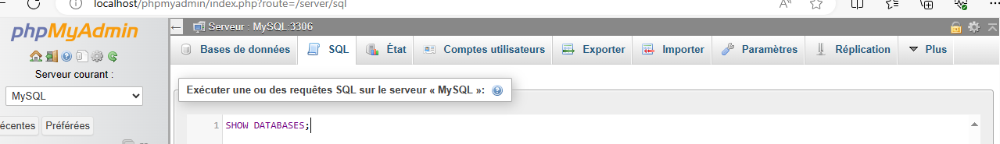 localhost/phpmyadmin/index.php?route=/server/sql
phpMyAdmin
Serveur courant :
MySQL
écentes Préférées
Serveur : MySQL:3306
Bases de données SQL État Comptes utilisateurs Exporter Importer Paramètres Réplication Plus
Exécuter une ou des requêtes SQL sur le serveur « MySQL »:
1 SHOW DATABASES;